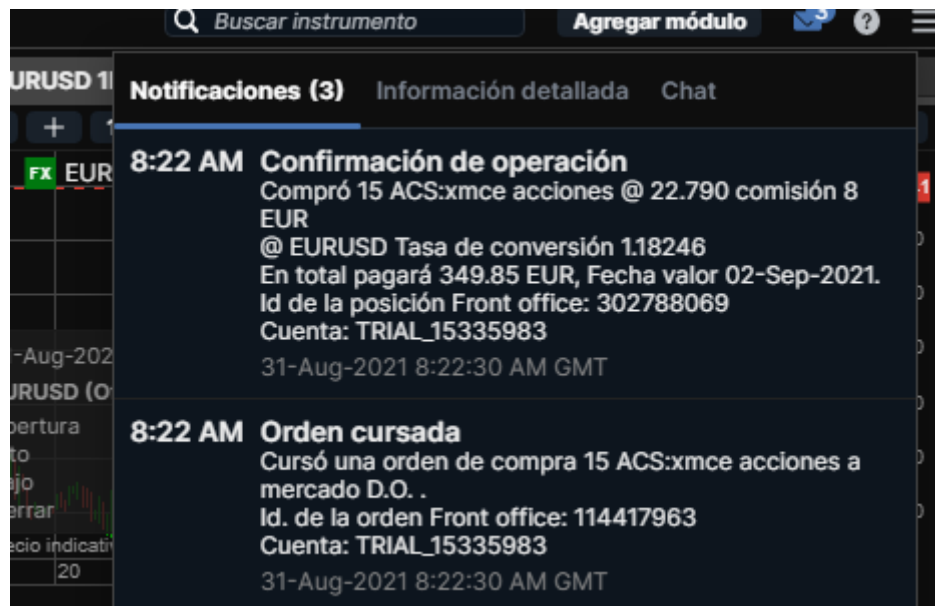 Buscar instrumento
Agregar módulo
3
?
URUSD 1
Notificaciones (3)
Información detallada
Chat
+
FX EUR
8:22 AM Confirmación de operación
Compró 15 ACS:xmce acciones @ 22.790 comisión 8
EUR
@ EURUSD Tasa de conversión 1.18246
En total pagará 349.85 EUR, Fecha valor 02-Sep-2021.
Id de la posición Front office: 302788069
Cuenta: TRIAL_15335983
31-Aug-2021 8:22:30 AM GMT
-Aug-202
URUSD (O
ertura
to
ajo
errar
ecio indicati
20
8:22 AM Orden cursada
Cursó una orden de compra 15 ACS:xmce acciones a
mercado D.O. .
Id. de la orden Front office: 114417963
Cuenta: TRIAL_15335983
31-Aug-2021 8:22:30 AM GMT